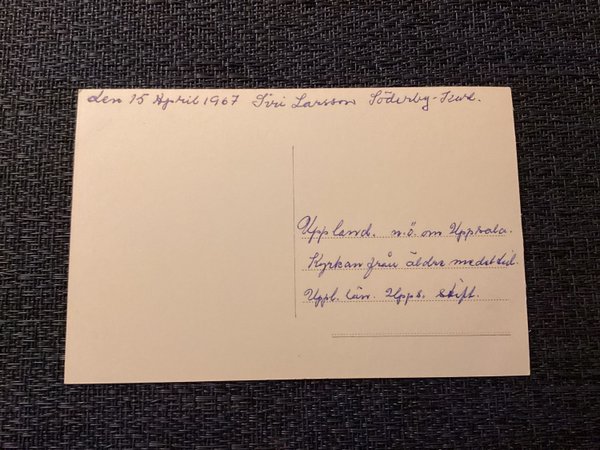 Den 15 April 1967 Siri Larsson Söderby-Karl.
Uppland. n.ö. om Uppsala.
Kyrkan från äldre medeltid.
Uppl. län. Upps. stift.